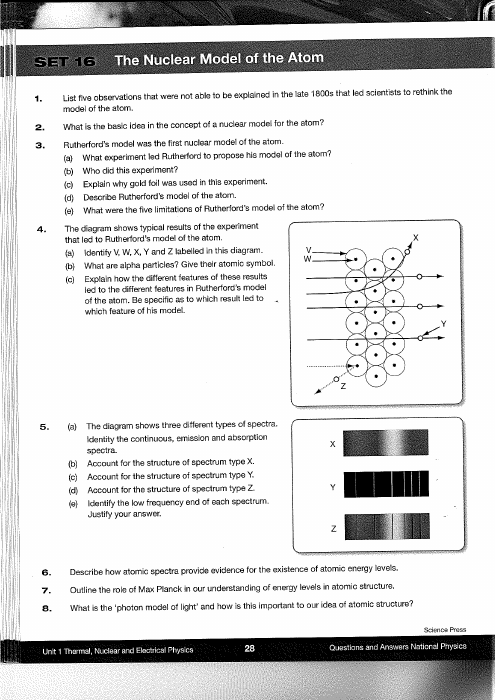 SET 16 The Nuclear Model of the Atom
1. List five observations that were not able to be explained in the late 1800s that led scientists to rethink the
model of the atom.
2. What is the basic idea in the concept of a nuclear model for the atom?
3. Rutherford's model was the first nuclear model of the atom.
(a) What experiment led Rutherford to propose his model of the atom?
(b) Who did this experiment?
(c) Explain why gold foil was used in this experiment.
(d) Describe Rutherford's model of the atom.
(e) What were the five limitations of Rutherford's model of the atom?
4. The diagram shows typical results of the experiment
that led to Rutherford's model of the atom.
(a) Identify V, W, X, Y and Z labelled in this diagram.
(b) What are alpha particles? Give their atomic symbol.
(c) Explain how the different features of these results
led to the different features in Rutherford's model
of the atom. Be specific as to which result led to
which feature of his model.
X
V
W
Y
Z
5. (a) The diagram shows three different types of spectra.
Identify the continuous, emission and absorption
spectra.
(b) Account for the structure of spectrum type X.
(c) Account for the structure of spectrum type Y.
(d) Account for the structure of spectrum type Z.
(e) Identify the low frequency end of each spectrum.
Justify your answer.
X
Y
Z
6. Describe how atomic spectra provide evidence for the existence of atomic energy levels.
7. Outline the role of Max Planck in our understanding of energy levels in atomic structure.
8. What is the 'photon model of light' and how is this important to our idea of atomic structure?
Science Press
Unit 1 Thermal, Nuclear and Electrical Physics 28 Questions and Answers National Physics